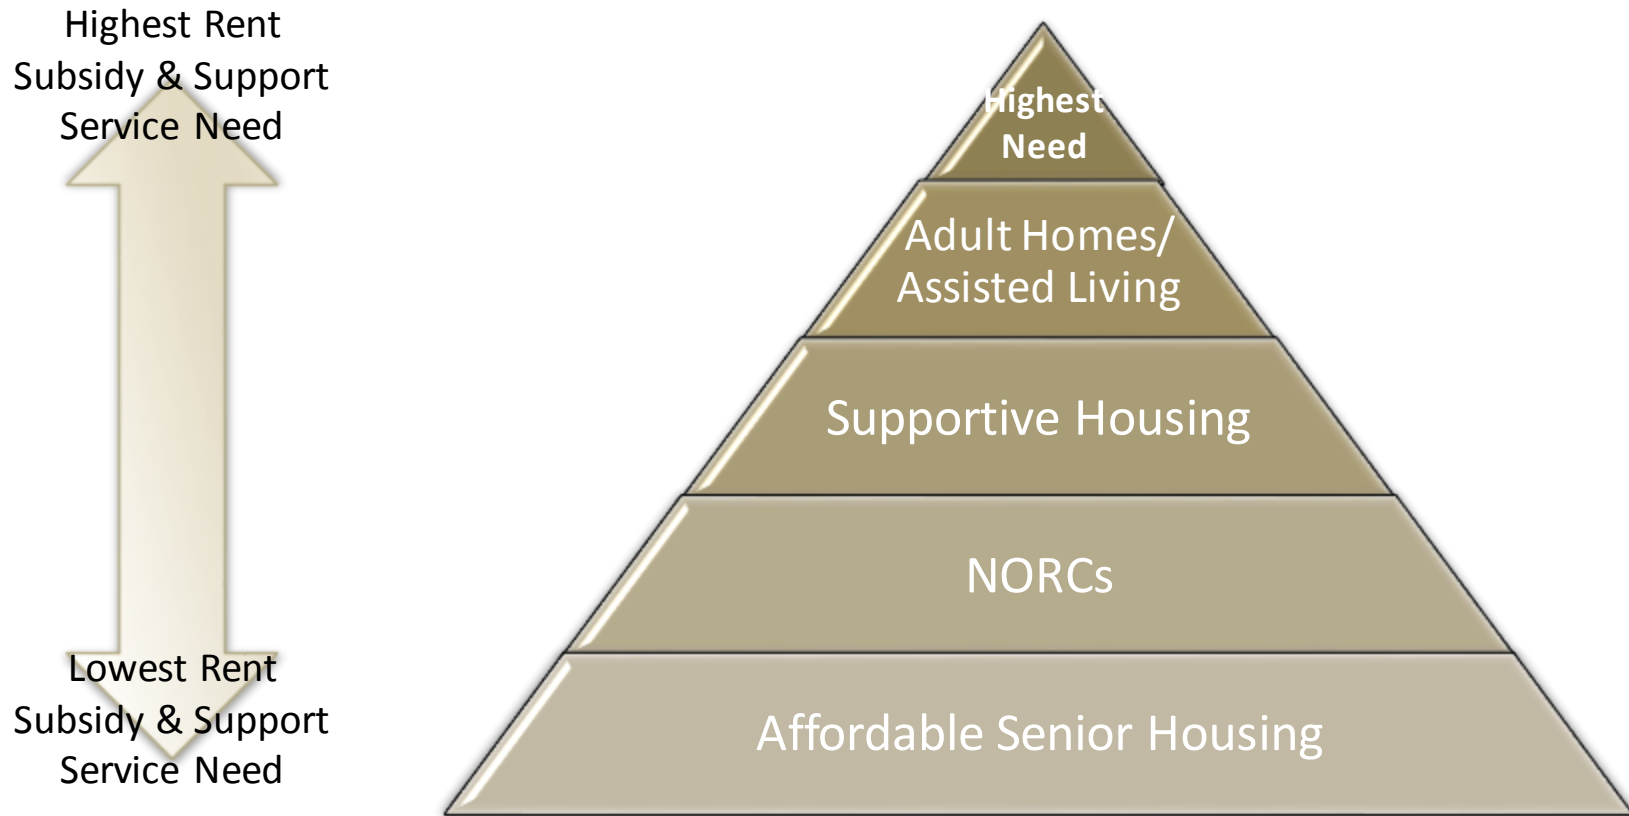 Highest Rent
Subsidy & Support
Service Need
Highest
Need
Adult Homes/
Assisted Living
Supportive Housing
NORCs
Lowest Rent
Subsidy & Support
Service Need
Affordable Senior Housing